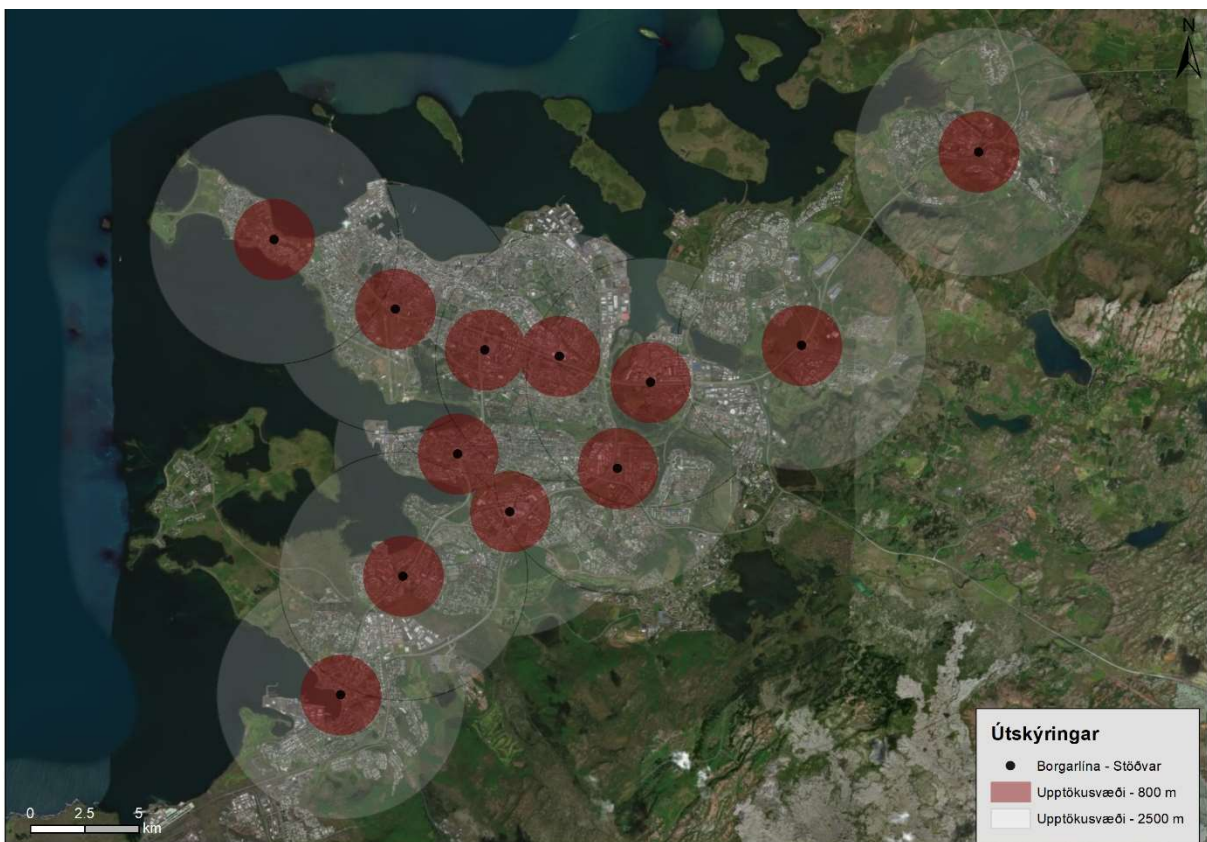 N
Útskýringar
Borgarlína - Stöðvar
Upptökusvæði - 800 m
Upptökusvæði - 2500 m
0 2.5 5
km